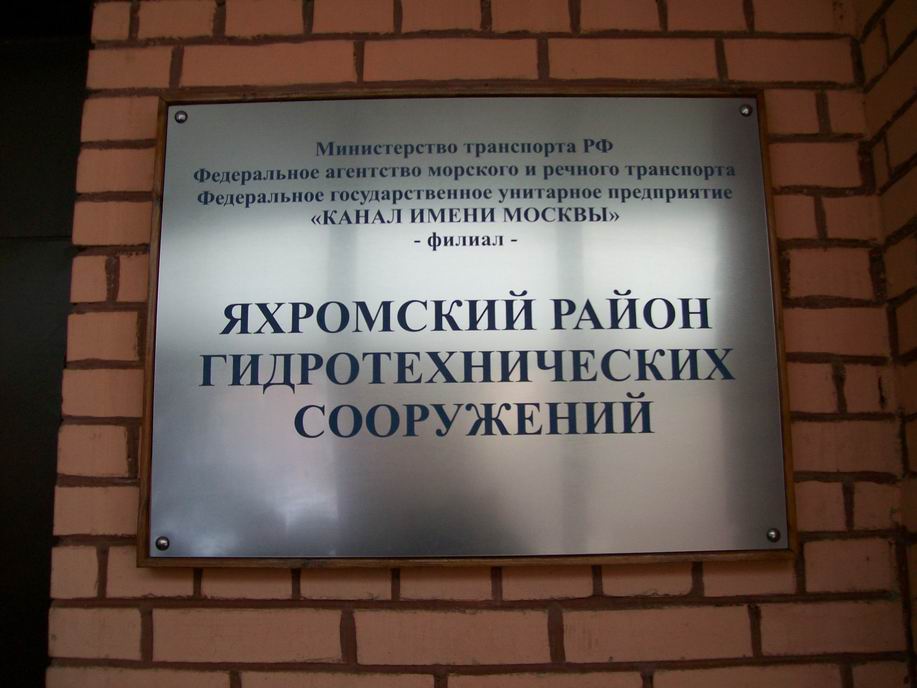 Министерство транспорта РФ
Федеральное агентство морского и речного транспорта
Федеральное государственное унитарное предприятие
«КАНАЛ ИМЕНИ МОСКВЫ»
- филиал -
ЯХРОМСКИЙ РАЙОН
ГИДРОТЕХНИЧЕСКИХ
СООРУЖЕНИЙ